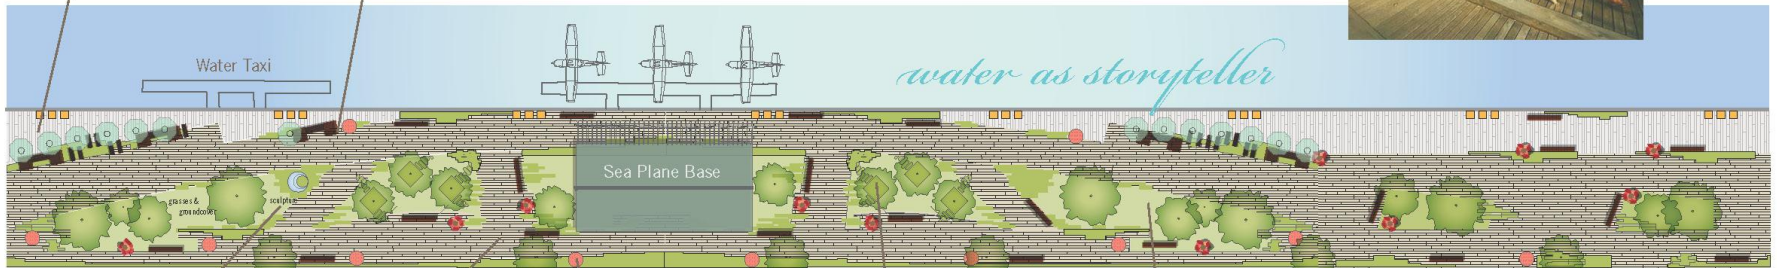 Water Taxi
water as storyteller
Sea Plane Base
grasses &
groundcover
sculpture